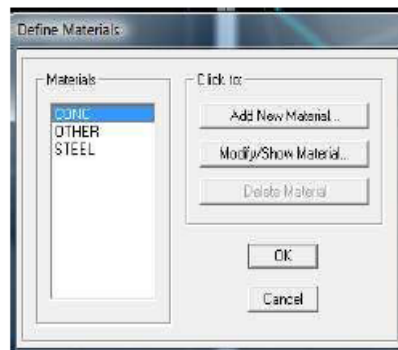 Define Materials
Materials
CONC
OTHER
STEEL
Click to:
Add New Material...
Modify/Show Material...
Delete Material
OK
Cancel